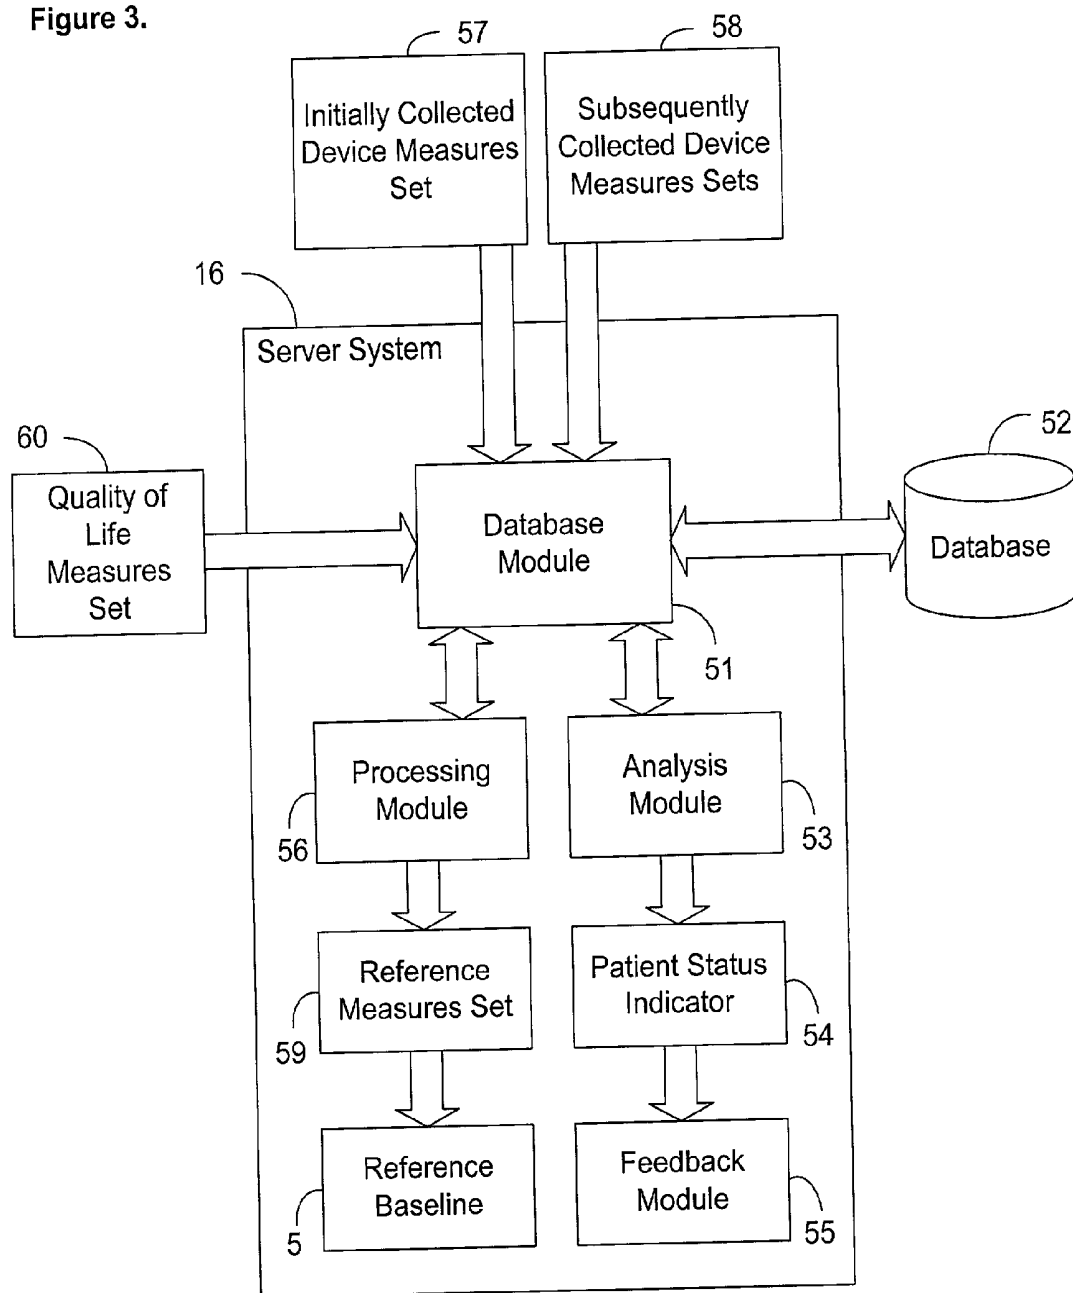 Figure 3.
57
58
Initially Collected
Device Measures
Set
Subsequently
Collected Device
Measures Sets
16
Server System
60
Quality of
Life
Measures
Set
Database
Module
52
Database
51
Processing
Module
56
Analysis
Module
53
Reference
Measures Set
59
Patient Status
Indicator
54
Reference
Baseline
5
Feedback
Module
55